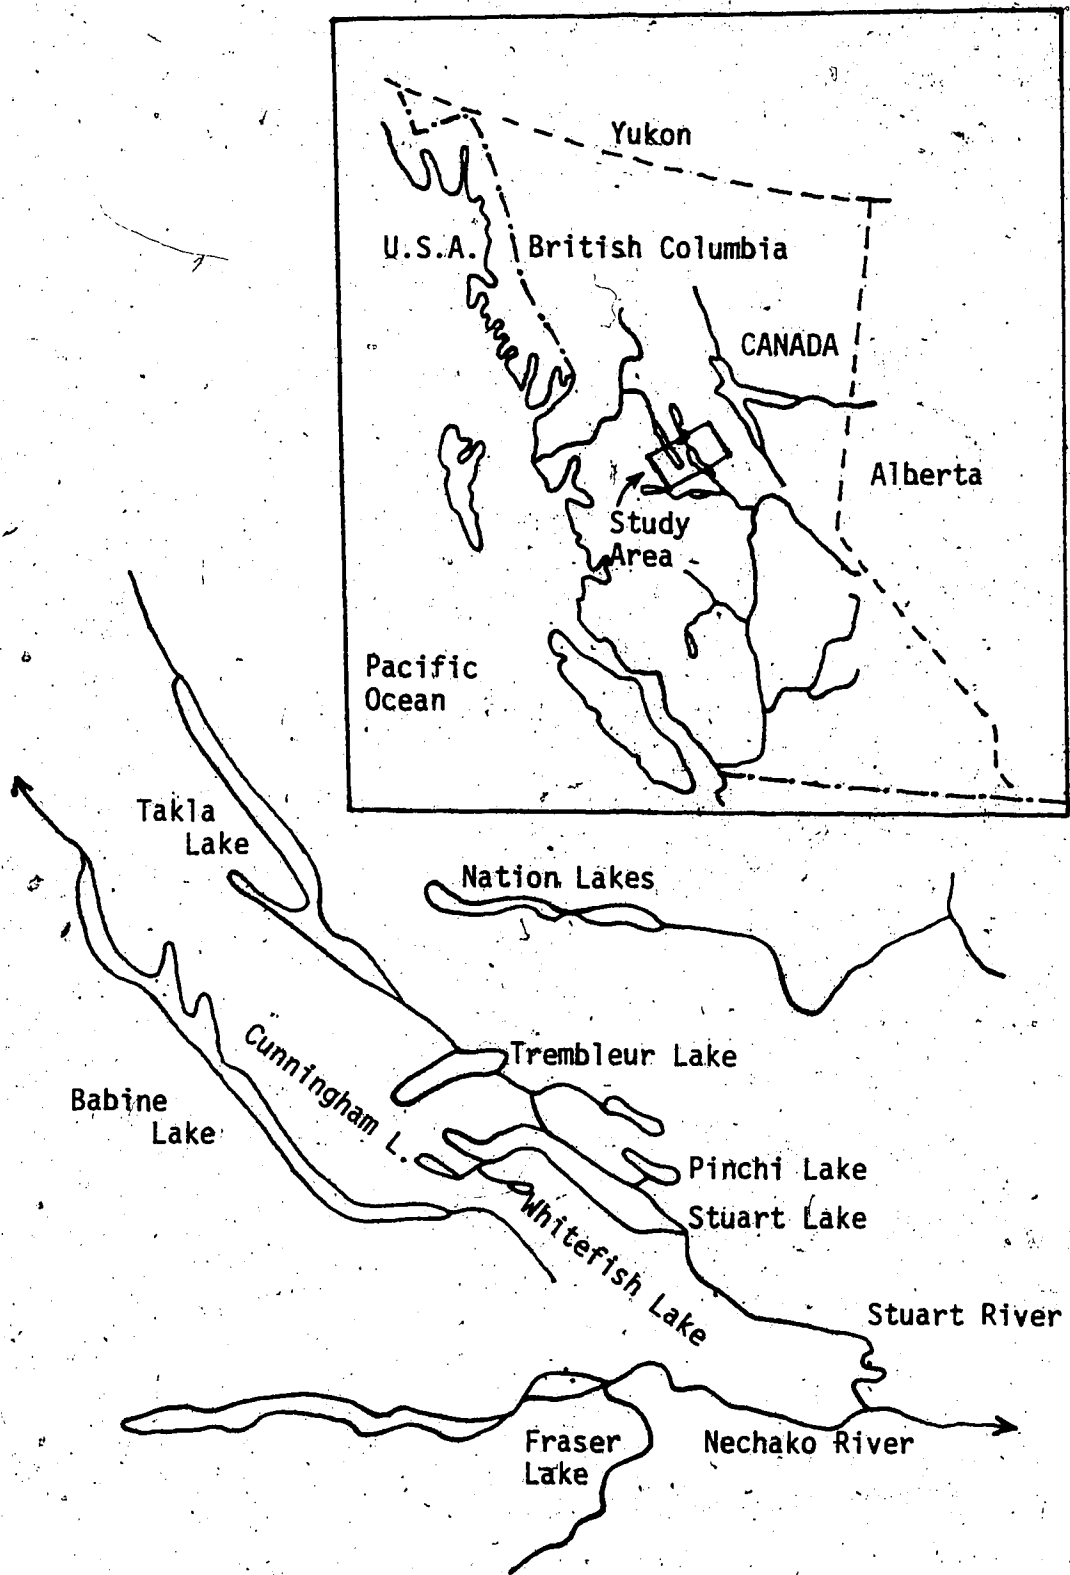 Yukon
U.S.A.
British Columbia
CANADA
Alberta
Study
Area
Pacific
Ocean
Takla
Lake
Nation Lakes
Cunningham L.
Trembleur Lake
Babine
Lake
Pinchi Lake
Stuart Lake
Whitefish Lake
Stuart River
Fraser
Lake
Nechako River